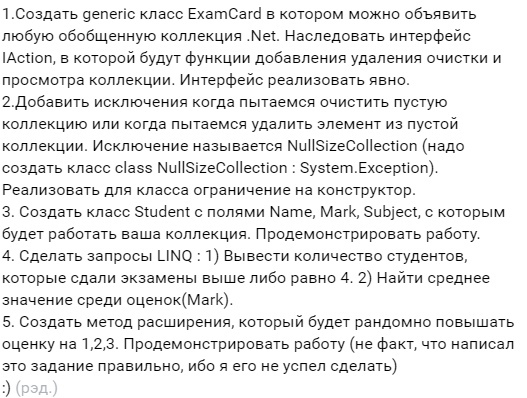 1.Создать generic класс ExamCard в котором можно объявить
любую обобщенную коллекция .Net. Наследовать интерфейс
IAction, в которой будут функции добавления удаления очистки и
просмотра коллекции. Интерфейс реализовать явно.
2.Добавить исключения когда пытаемся очистить пустую
коллекцию или когда пытаемся удалить элемент из пустой
коллекции. Исключение называется NullSizeCollection (надо
создать класс class NullSizeCollection : System.Exception).
Реализовать для класса ограничение на конструктор.
3. Создать класс Student с полями Name, Mark, Subject, с которым
будет работать ваша коллекция. Продемонстрировать работу.
4. Сделать запросы LINQ : 1) Вывести количество студентов,
которые сдали экзамены выше либо равно 4. 2) Найти среднее
значение среди оценок(Mark).
5. Создать метод расширения, который будет рандомно повышать
оценку на 1,2,3. Продемонстрировать работу (не факт, что написал
это задание правильно, ибо я его не успел сделать)
:) (ред.)